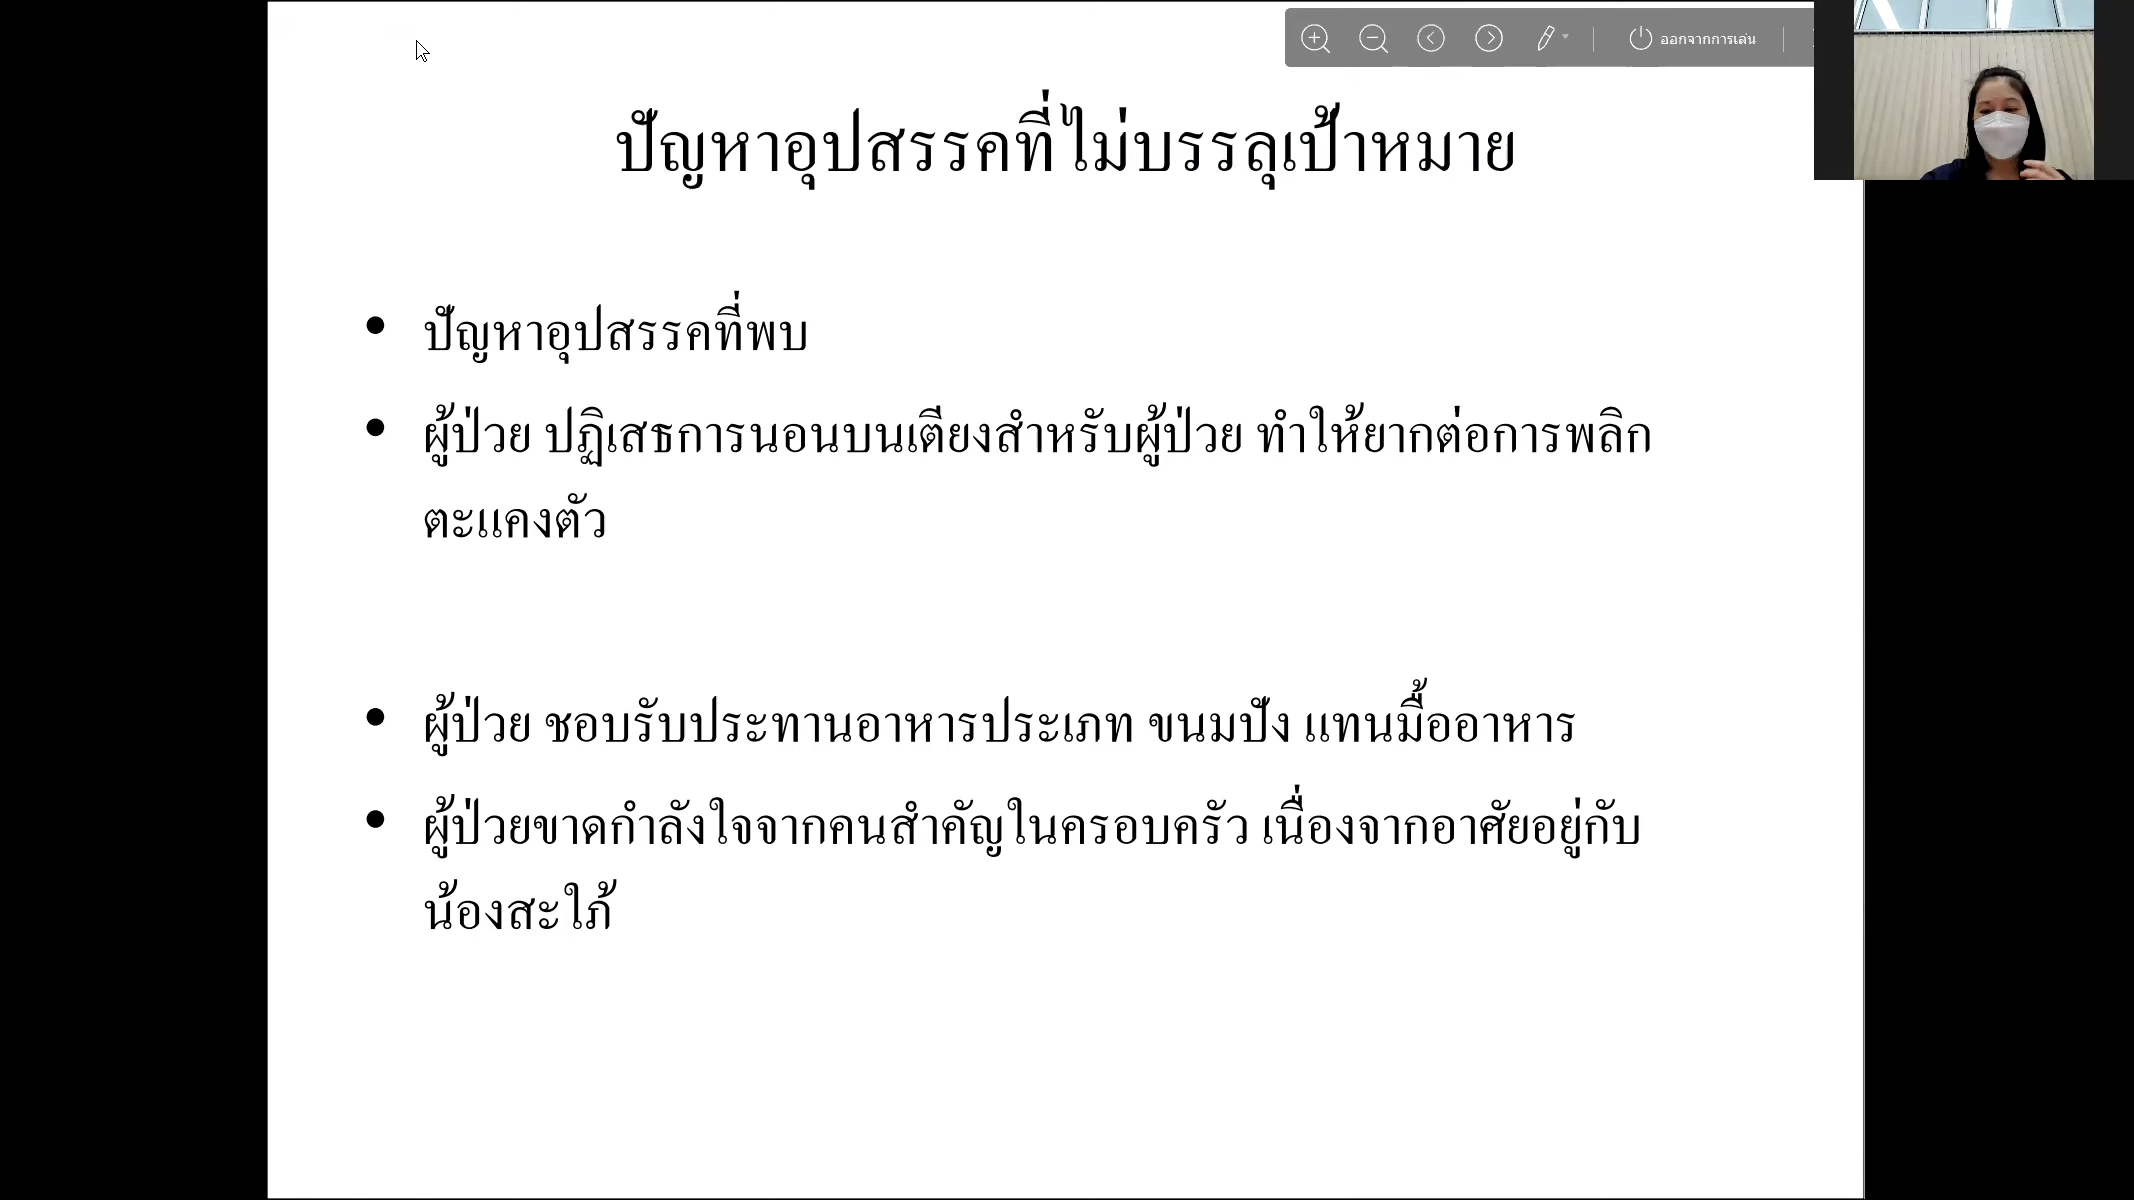 ออกจากการเล่น
ปัญหาอุปสรรคที่ไม่บรรลุเป้าหมาย
• ปัญหาอุปสรรคที่พบ
• ผู้ป่วย ปฏิเสธการนอนบนเตียงสำหรับผู้ป่วย ทำให้ยากต่อการพลิก
ตะแคงตัว
• ผู้ป่วย ชอบรับประทานอาหารประเภท ขนมปัง แทนมื้ออาหาร
• ผู้ป่วยขาดกำลังใจจากคนสำคัญในครอบครัว เนื่องจากอาศัยอยู่กับ
น้องสะใภ้